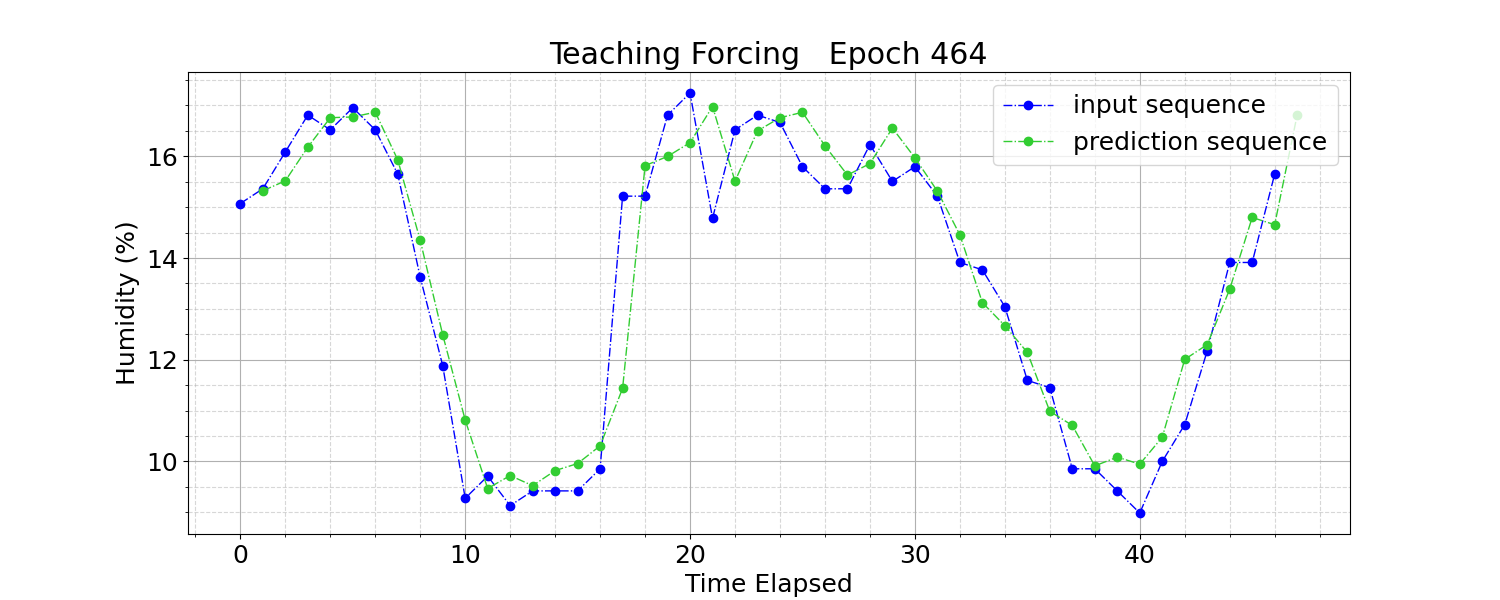 Teaching Forcing   Epoch 464
input sequence
prediction sequence
Humidity (%)
16
14
12
10
0 10 20 30 40
Time Elapsed